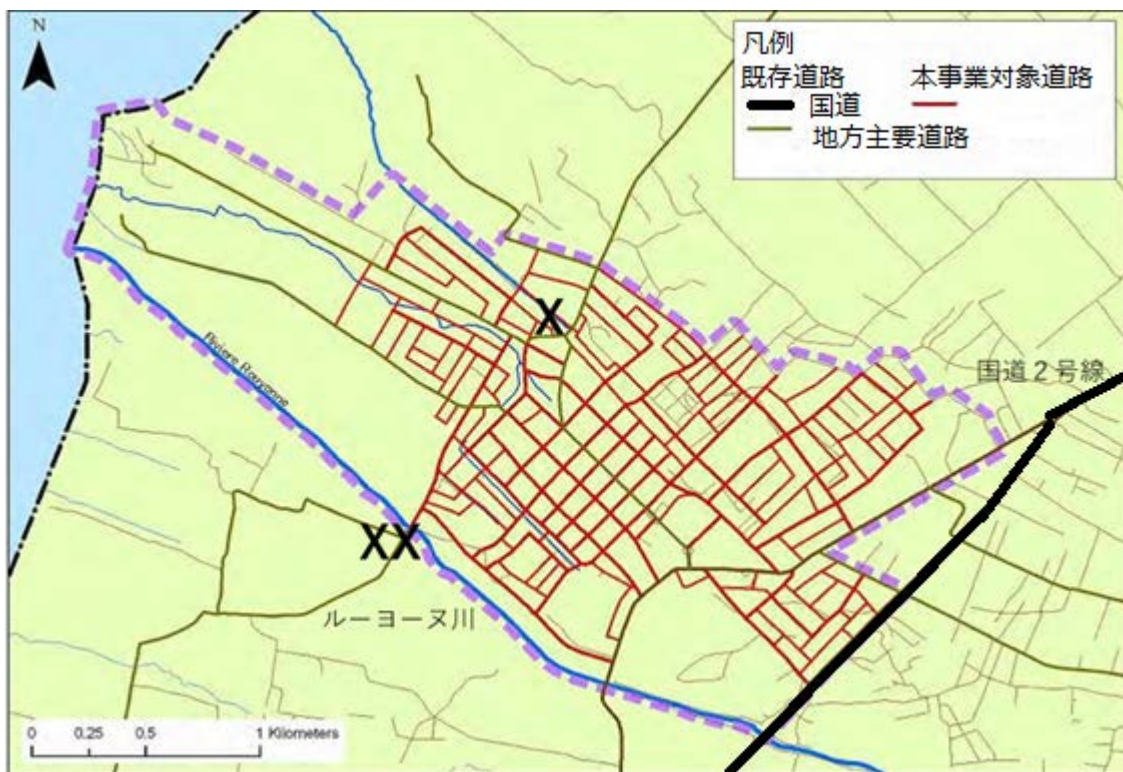 N
凡例
既存道路 本事業対象道路
国道
地方主要道路
X
国道2号線
Riviere Rouyonne
XX
ルーヨーヌ川
0 0.25 0.5 1 Kilometers